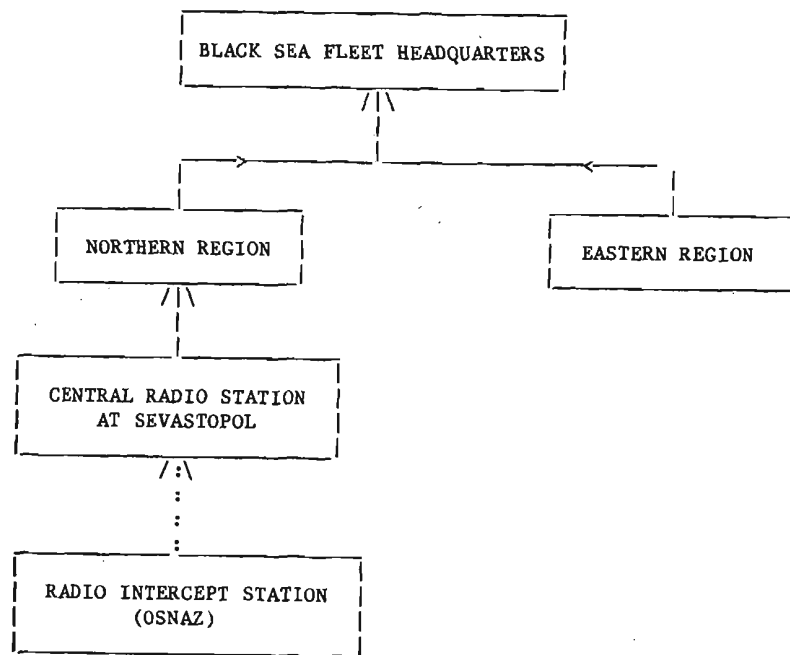 BLACK SEA FLEET HEADQUARTERS
NORTHERN REGION
EASTERN REGION
CENTRAL RADIO STATION
AT SEVASTOPOL
RADIO INTERCEPT STATION
(OSNAZ)